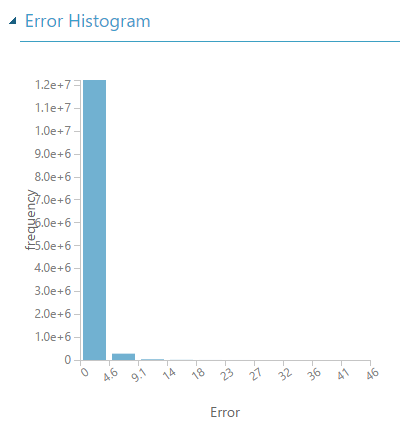 Error Histogram
1.2e+7
1.1e+7
1.0e+7
9.0e+6
8.0e+6
7.0e+6
6.0e+6
5.0e+6
4.0e+6
3.0e+6
2.0e+6
1.0e+6
0
frequency
0 4.6 9.1 14 18 23 27 32 36 41 46
Error